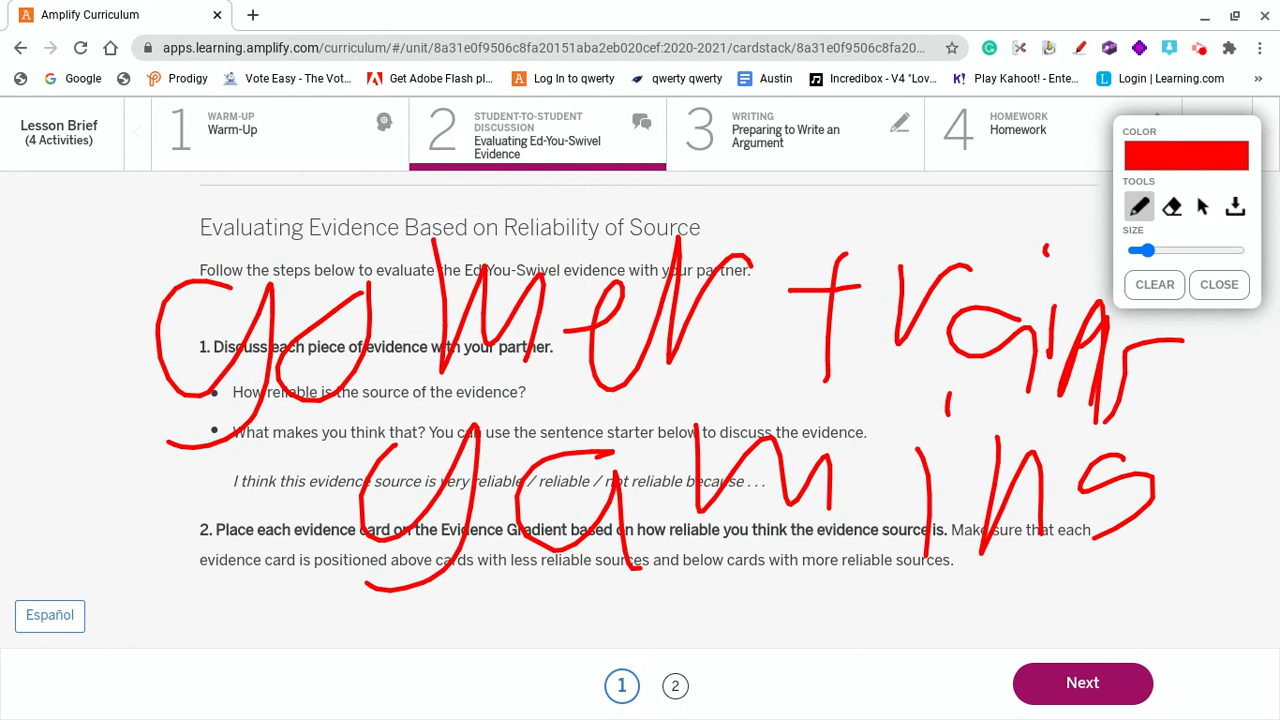 Amplify Curriculum
apps.learning.amplify.com/curriculum/#/unit/8a31e0f9506c8fa20151aba2eb020cef:2020-2021/cardstack/8a31e0f9506c8fa20...
qwerty Google Prodigy Vote Easy - The Vot... Get Adobe Flash pl... Log In to qwerty qwerty qwerty Austin Incredibox - V4 "Lov... Play Kahoot! - Ente... Login | Learning.com »
Lesson Brief
(4 Activities)
1 WARM-UP
Warm-Up
2 STUDENT-TO-STUDENT
DISCUSSION
Evaluating Ed-You-Swivel
Evidence
3 WRITING
Preparing to Write an
Argument
4 HOMEWORK
Homework
COLOR
TOOLS
SIZE
CLEAR CLOSE
Evaluating Evidence Based on Reliability of Source
Follow the steps below to evaluate the Ed-You-Swivel evidence with your partner.
1. Discuss each piece of evidence with your partner.
• How reliable is the source of the evidence?
• What makes you think that? You can use the sentence starter below to discuss the evidence.
I think this evidence source is very reliable / reliable / not reliable because . . .
2. Place each evidence card on the Evidence Gradient based on how reliable you think the evidence source is. Make sure that each
evidence card is positioned above cards with less reliable sources and below cards with more reliable sources.
gamer
Español
1 2
Next